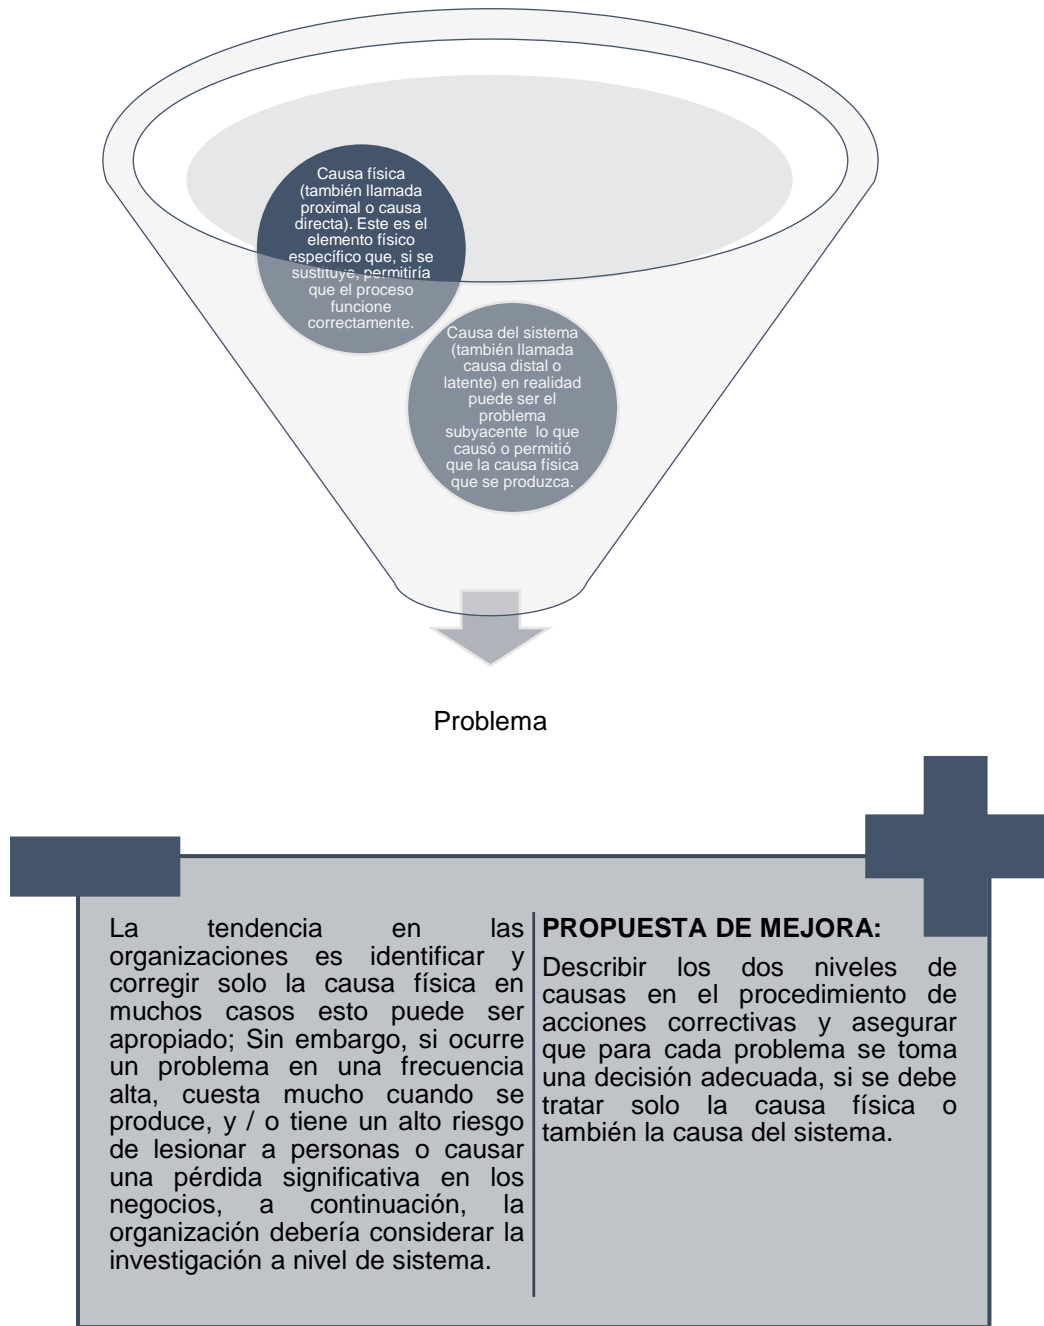 Causa física
(también llamada
proximal o causa
directa). Este es el
elemento físico
específico que, si se
sustituye, permitiría
que el proceso
funcione
correctamente.
Causa del sistema
(también llamada
causa distal o
latente) en realidad
puede ser el
problema
subyacente lo que
causó o permitió
que la causa física
que se produzca.
Problema
La tendencia en las
organizaciones es identificar y
corregir solo la causa física en
muchos casos esto puede ser
apropiado; Sin embargo, si ocurre
un problema en una frecuencia
alta, cuesta mucho cuando se
produce, y / o tiene un alto riesgo
de lesionar a personas o causar
una pérdida significativa en los
negocios, a continuación, la
organización debería considerar la
investigación a nivel de sistema.
PROPUESTA DE MEJORA:
Describir los dos niveles de
causas en el procedimiento de
acciones correctivas y asegurar
que para cada problema se toma
una decisión adecuada, si se debe
tratar solo la causa física o
también la causa del sistema.